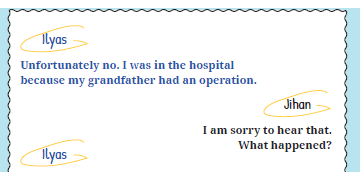 Ilyas
Unfortunately no. I was in the hospital
because my grandfather had an operation.
Jihan
I am sorry to hear that.
What happened?
Ilyas